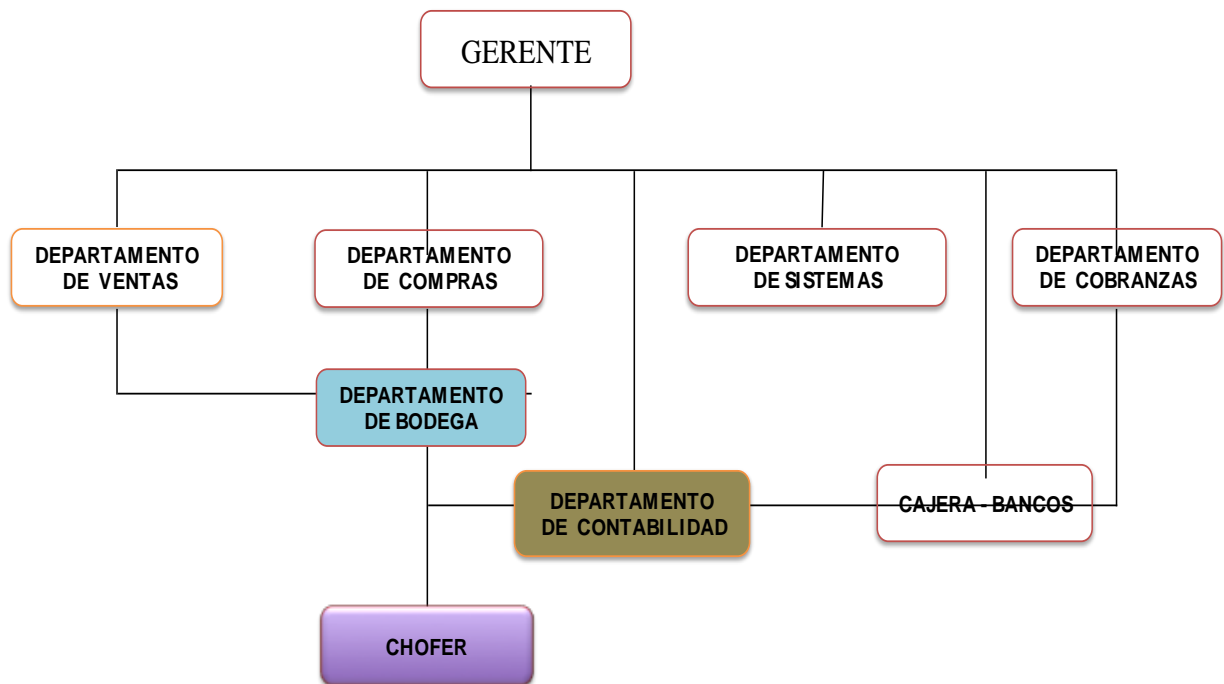 GERENTE
DEPARTAMENTO
DE VENTAS
DEPARTAMENTO
DE COMPRAS
DEPARTAMENTO
DE SISTEMAS
DEPARTAMENTO
DE COBRANZAS
DEPARTAMENTO
DE BODEGA
DEPARTAMENTO
DE CONTABILIDAD
CAJERA - BANCOS
CHOFER